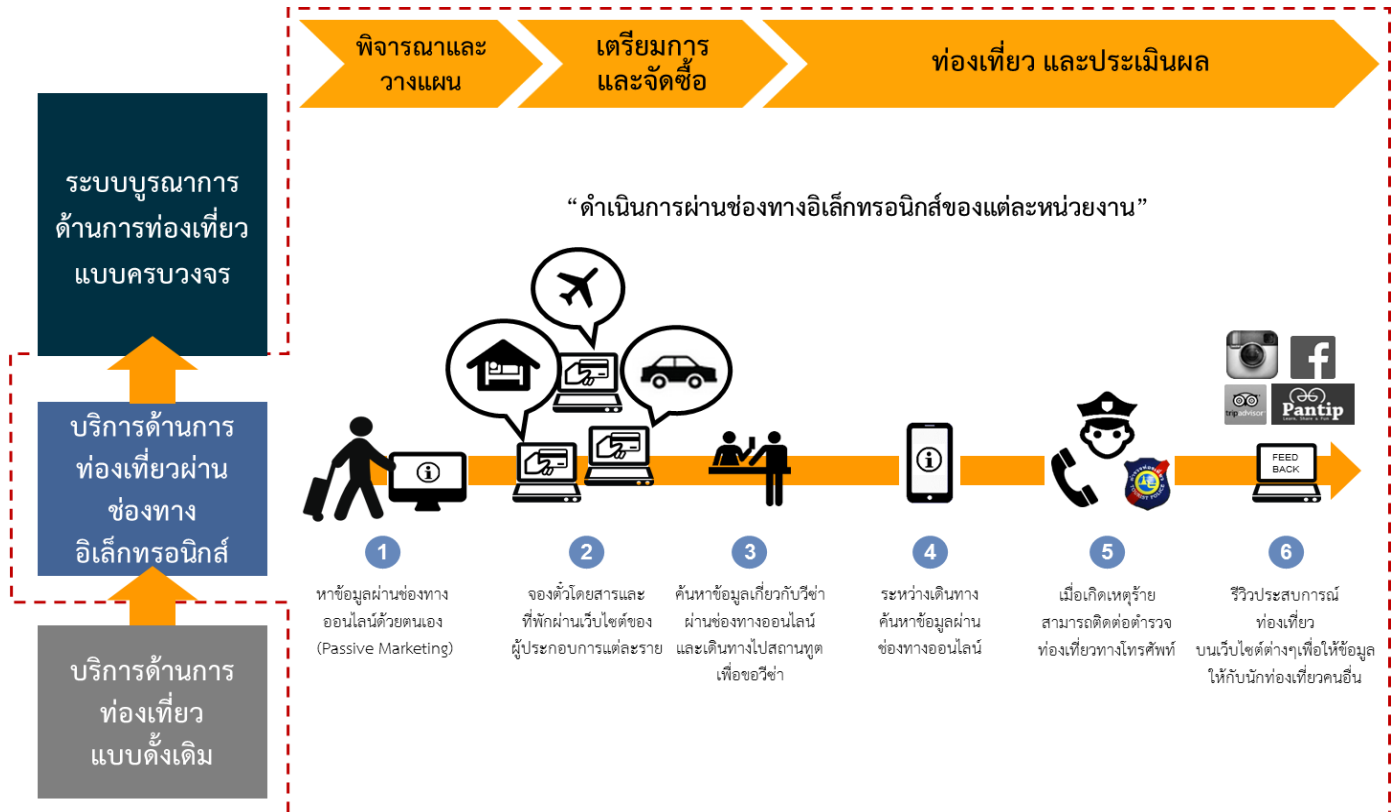 พิจารณาและ
วางแผน
เตรียมการ
และจัดซื้อ
ท่องเที่ยว และประเมินผล
ระบบบูรณาการ
ด้านการท่องเที่ยว
แบบครบวงจร
บริการด้านการ
ท่องเที่ยวผ่าน
ช่องทาง
อิเล็กทรอนิกส์
บริการด้านการ
ท่องเที่ยว
แบบดั้งเดิม
“ดำเนินการผ่านช่องทางอิเล็กทรอนิกส์ของแต่ละหน่วยงาน”
tripadvisor
Pantip
Learn, Share & Fun
FEED
BACK
1
หาข้อมูลผ่านช่องทาง
ออนไลน์ด้วยตนเอง
(Passive Marketing)
2
จองตั๋วโดยสารและ
ที่พักผ่านเว็บไซต์ของ
ผู้ประกอบการแต่ละราย
3
ค้นหาข้อมูลเกี่ยวกับวีซ่า
ผ่านช่องทางออนไลน์
และเดินทางไปสถานทูต
เพื่อขอวีซ่า
4
ระหว่างเดินทาง
ค้นหาข้อมูลผ่าน
ช่องทางออนไลน์
5
เมื่อเกิดเหตุร้าย
สามารถติดต่อตำรวจ
ท่องเที่ยวทางโทรศัพท์
6
รีวิวประสบการณ์
ท่องเที่ยว
บนเว็บไซต์ต่างๆเพื่อให้ข้อมูล
ให้กับนักท่องเที่ยวคนอื่น